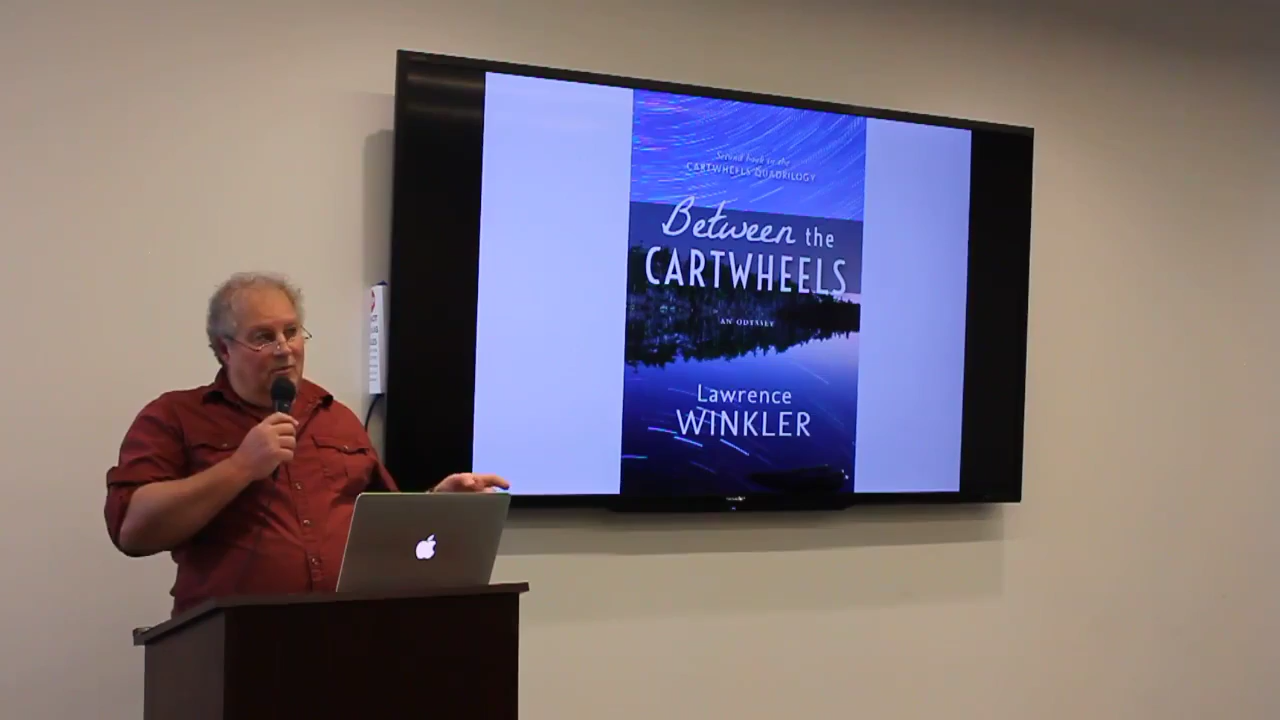 Second book in the
CARTWHEELS QUADRILOGY
Between the
CARTWHEELS
AN ODYSSEY
Lawrence
WINKLER